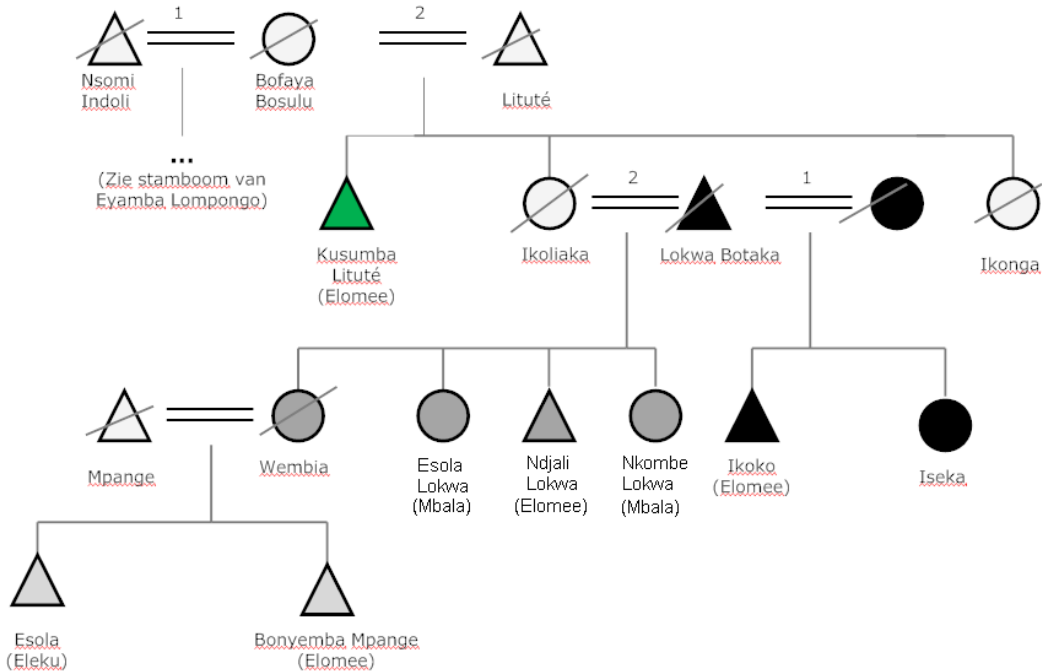 1
2
Nsomi
Indoli
Bofaya
Bosulu
Lituté
...
(Zie stamboom van
Eyamba Lompongo)
2
1
Kusumba
Lituté
(Elomee)
Ikoliaka
Lokwa Botaka
Ikonga
Mpange
Wembia
Esola
Lokwa
(Mbala)
Ndjali
Lokwa
(Elomee)
Nkombe
Lokwa
(Mbala)
Ikoko
(Elomee)
Iseka
Esola
(Eleku)
Bonyemba Mpange
(Elomee)